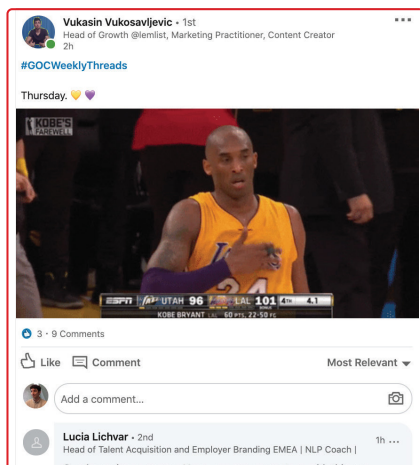 Vukasin Vukosavljevic • 1st
Head of Growth @lemlist, Marketing Practitioner, Content Creator
2h
#GOCWeeklyThreads
Thursday. 💛 💜
KOBE'S
FAREWELL
24
ESPN UTAH 96 LAL 101 4TH 4.1
KOBE BRYANT LAL 60 PTS, 22-50 FG
3 · 9 Comments
Like Comment Most Relevant
Add a comment...
Lucia Lichvar • 2nd 1h
Head of Talent Acquisition and Employer Branding EMEA | NLP Coach |